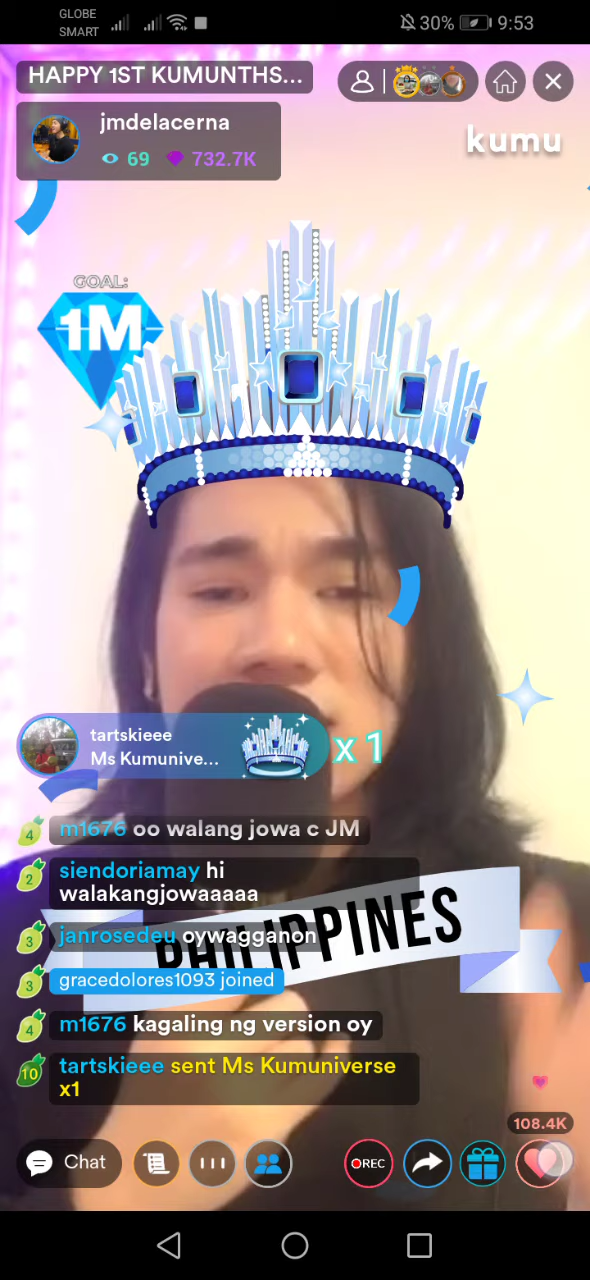 GLOBE
SMART
30%
9:53
HAPPY 1ST KUMUNTHS...
jmdelacerna
69
732.7K
kumu
GOAL:
1M
tartskieee
Ms Kumunive...
x 1
4 m1676 oo walang jowa c JM
2 siendoriamay hi
walakangjowaaaaa
3 janrosedeu oywagganon
PHILIPPINES
3 gracedolores1093 joined
4 m1676 kagaling ng version oy
10 tartskieee sent Ms Kumuniverse
x1
108.4K
Chat
REC